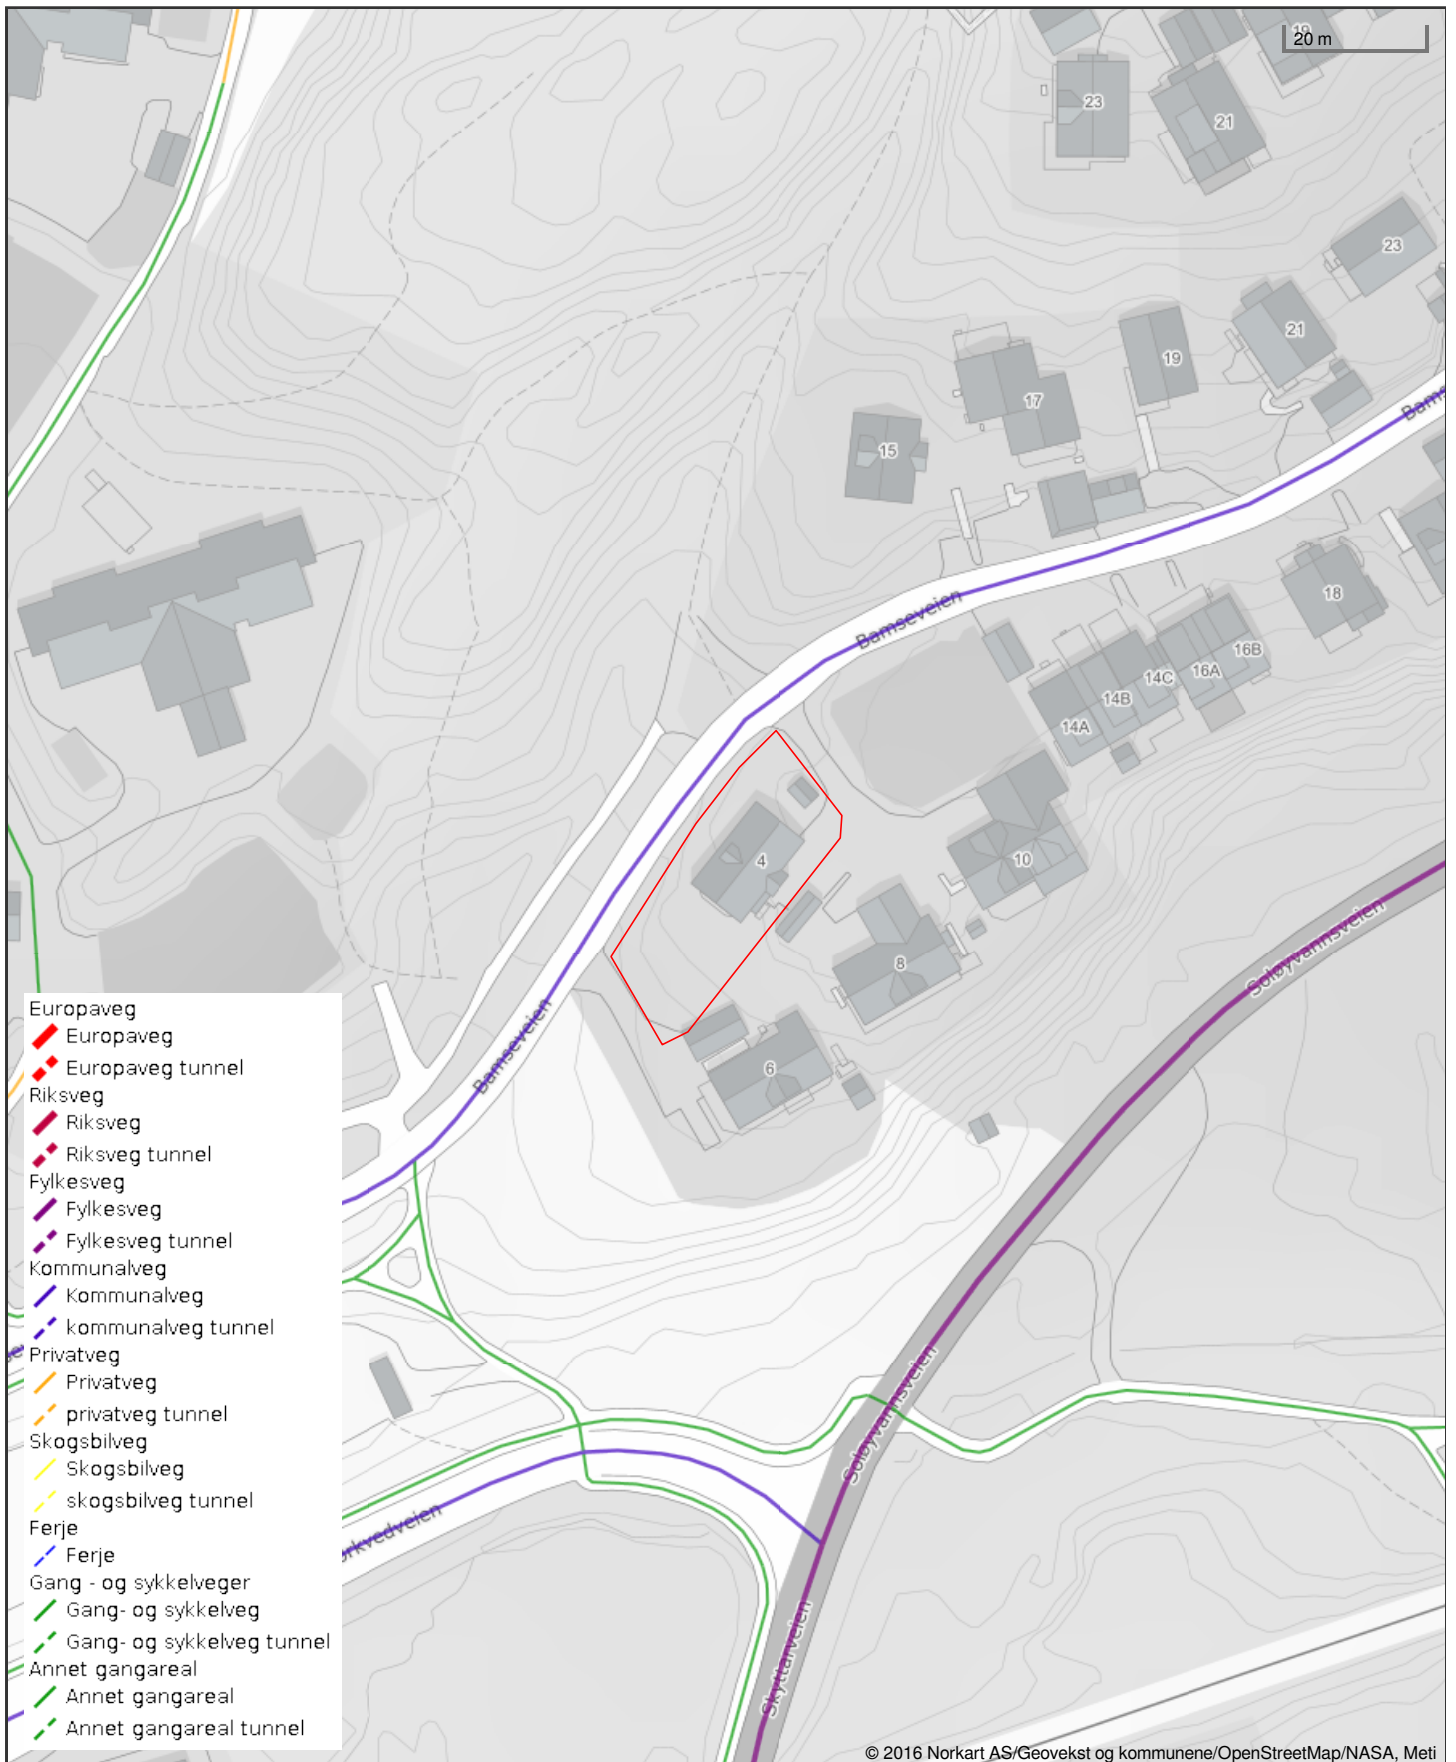 19
20 m
23
21
23
21
19
17
15
Bamseveien
18
16B
16A
14C
14B
14A
4
10
8
6
Soløyvannsveien
Bamseveien
Europaveg
Europaveg
Europaveg tunnel
Riksveg
Riksveg
Riksveg tunnel
Fylkesveg
Fylkesveg
Fylkesveg tunnel
Kommunalveg
Kommunalveg
kommunalveg tunnel
Privatveg
Privatveg
privatveg tunnel
Skogsbilveg
Skogsbilveg
skogsbilveg tunnel
Ferje
Ferje
Gang - og sykkelveger
Gang- og sykkelveg
Gang- og sykkelveg tunnel
Annet gangareal
Annet gangareal
Annet gangareal tunnel
Soløyvannsveien
Skyttarveien
© 2016 Norkart AS/Geovekst og kommunene/OpenStreetMap/NASA, Meti